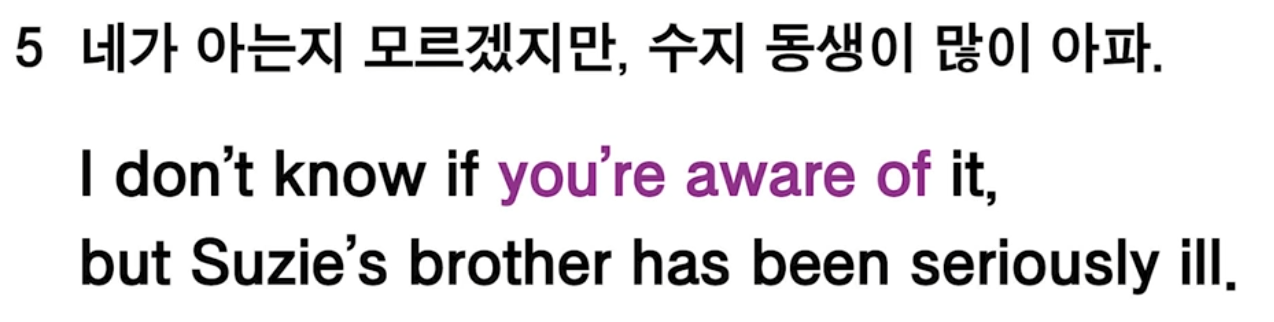 5 네가 아는지 모르겠지만, 수지 동생이 많이 아파.
I don’t know if you’re aware of it,
but Suzie’s brother has been seriously ill.